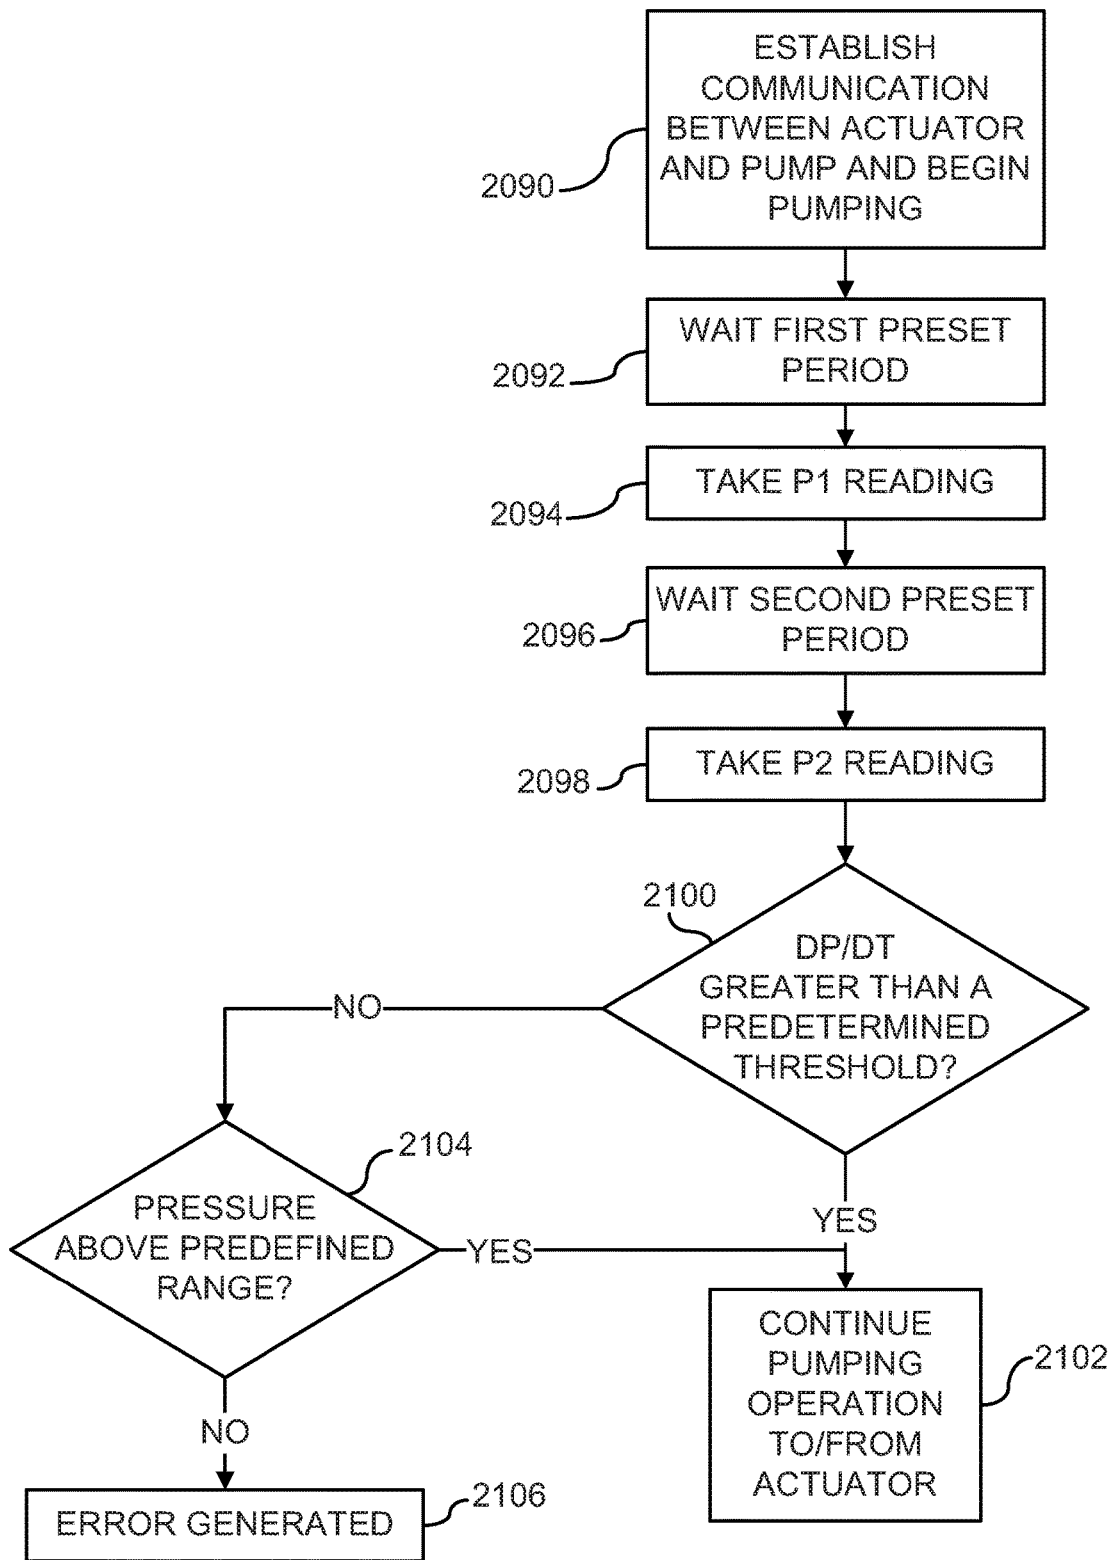 ESTABLISH
COMMUNICATION
BETWEEN ACTUATOR
AND PUMP AND BEGIN
PUMPING
2090
WAIT FIRST PRESET
PERIOD
2092
TAKE P1 READING
2094
WAIT SECOND PRESET
PERIOD
2096
TAKE P2 READING
2098
2100
DP/DT
GREATER THAN A
PREDETERMINED
THRESHOLD?
NO
2104
PRESSURE
ABOVE PREDEFINED
RANGE?
YES
YES
CONTINUE
PUMPING
OPERATION
TO/FROM
ACTUATOR
2102
NO
ERROR GENERATED
2106